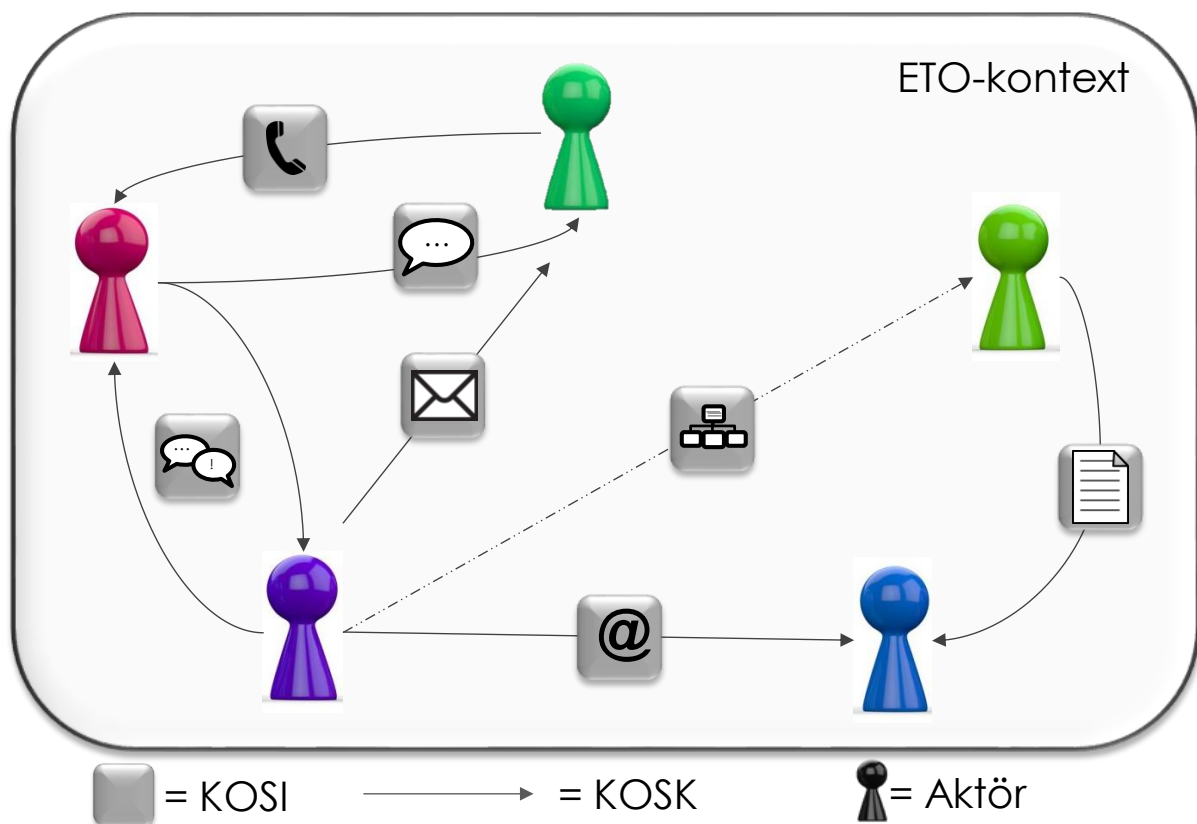 ETO-kontext
...
... !
@
= KOSI
= KOSK
= Aktör